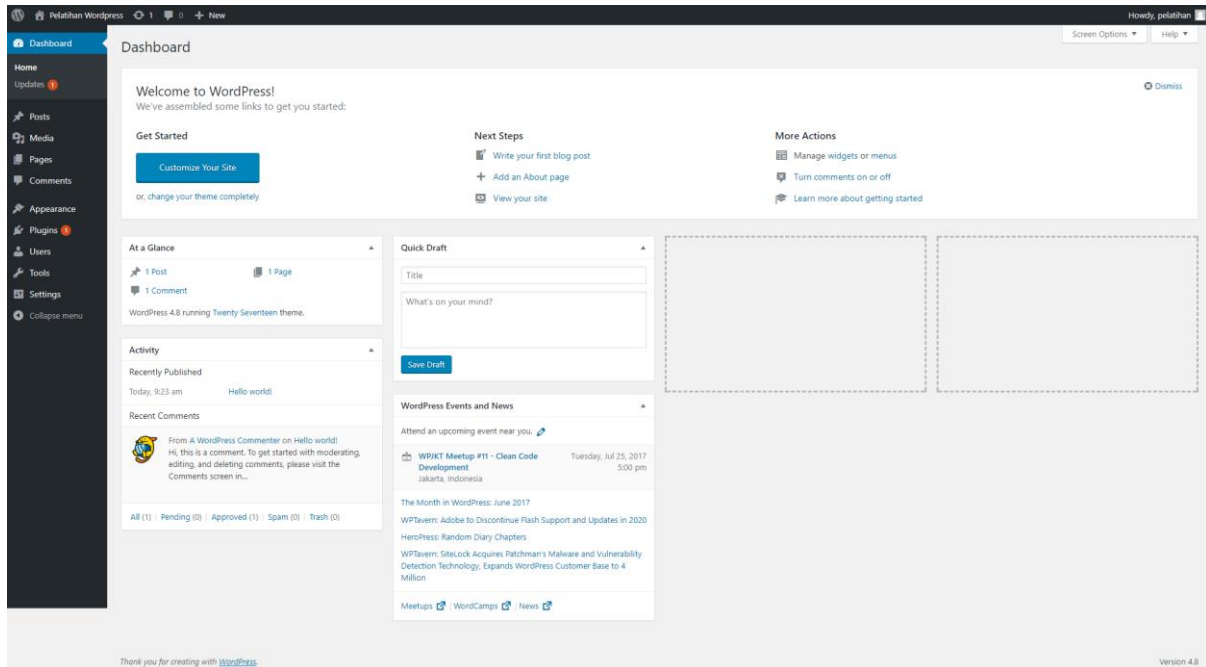 Pelatihan Wordpress 1 0 + New
Howdy, pelatihan
Dashboard
Home
Updates 1
Posts
Media
Pages
Comments
Appearance
Plugins 1
Users
Tools
Settings
Collapse menu
Screen Options ▼ Help ▼
Dashboard
Welcome to WordPress!
We've assembled some links to get you started:
Dismiss
Get Started
Customize Your Site
or, change your theme completely
Next Steps
Write your first blog post
Add an About page
View your site
More Actions
Manage widgets or menus
Turn comments on or off
Learn more about getting started
At a Glance
1 Post 1 Page
1 Comment
WordPress 4.8 running Twenty Seventeen theme.
Activity
Recently Published
Today, 9:23 am Hello world!
Recent Comments
From A WordPress Commenter on Hello world!
Hi, this is a comment. To get started with moderating,
editing, and deleting comments, please visit the
Comments screen in...
All (1) | Pending (0) | Approved (1) | Spam (0) | Trash (0)
Quick Draft
Title
What's on your mind?
Save Draft
WordPress Events and News
Attend an upcoming event near you.
WPJKT Meetup #11 - Clean Code Tuesday, Jul 25, 2017
Development 5:00 pm
Jakarta, Indonesia
The Month in WordPress: June 2017
WPTavern: Adobe to Discontinue Flash Support and Updates in 2020
HeroPress: Random Diary Chapters
WPTavern: SiteLock Acquires Patchman's Malware and Vulnerability
Detection Technology, Expands WordPress Customer Base to 4
Million
Meetups | WordCamps | News
Thank you for creating with WordPress.
Version 4.8